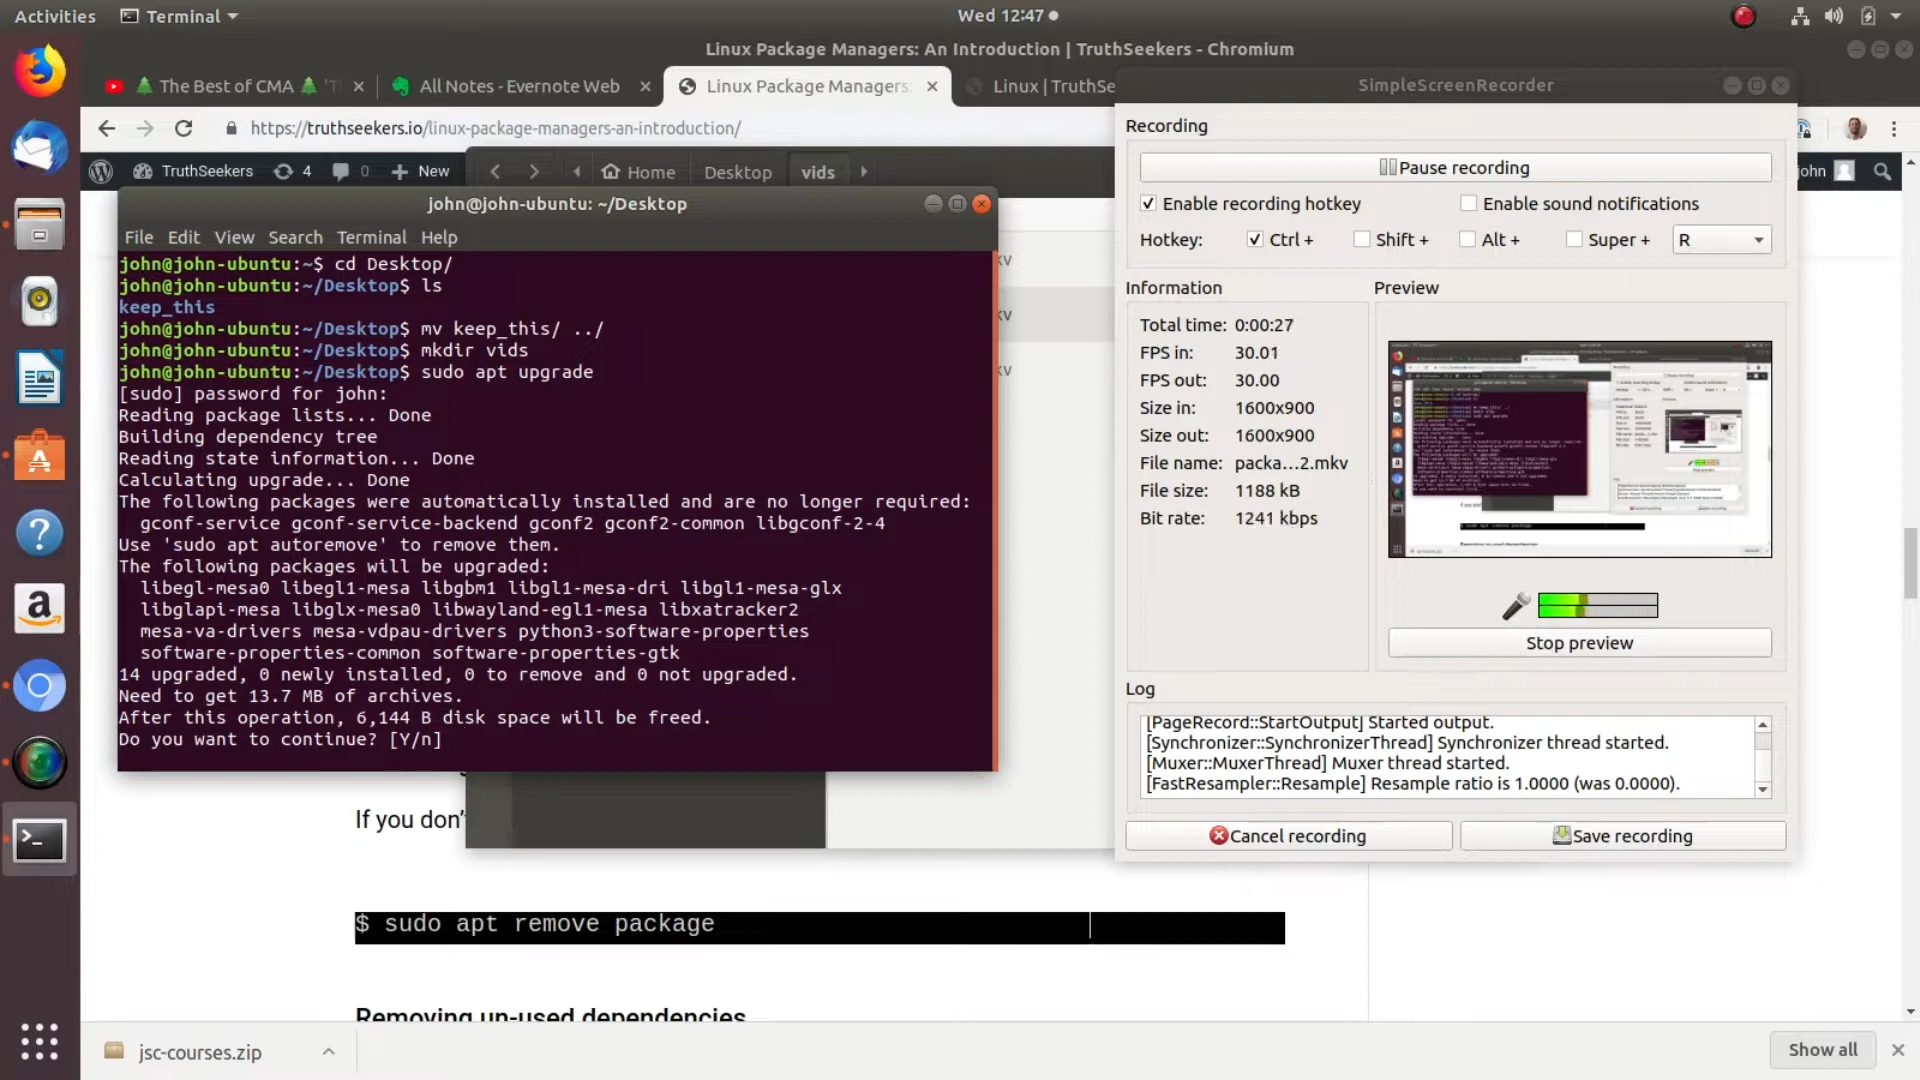 Activities
Terminal
Wed 12:47
Linux Package Managers: An Introduction | TruthSeekers - Chromium
The Best of CMA
All Notes - Evernote Web
Linux Package Managers:
Linux | TruthSe
https://truthseekers.io/linux-package-managers-an-introduction/
TruthSeekers
4
0
New
Home
Desktop
vids
john
john@john-ubuntu: ~/Desktop
File Edit View Search Terminal Help
john@john-ubuntu:~$ cd Desktop/
john@john-ubuntu:~/Desktop$ ls
keep_this
john@john-ubuntu:~/Desktop$ mv keep_this/ ../
john@john-ubuntu:~/Desktop$ mkdir vids
john@john-ubuntu:~/Desktop$ sudo apt upgrade
[sudo] password for john:
Reading package lists... Done
Building dependency tree
Reading state information... Done
Calculating upgrade... Done
The following packages were automatically installed and are no longer required:
gconf-service gconf-service-backend gconf2 gconf2-common libgconf-2-4
Use 'sudo apt autoremove' to remove them.
The following packages will be upgraded:
libegl-mesa0 libegl1-mesa libgbm1 libgl1-mesa-dri libgl1-mesa-glx
libglapi-mesa libglx-mesa0 libwayland-egl1-mesa libxatracker2
mesa-va-drivers mesa-vdpau-drivers python3-software-properties
software-properties-common software-properties-gtk
14 upgraded, 0 newly installed, 0 to remove and 0 not upgraded.
Need to get 13.7 MB of archives.
After this operation, 6,144 B disk space will be freed.
Do you want to continue? [Y/n]
kv
kv
kv
SimpleScreenRecorder
Recording
Pause recording
Enable recording hotkey
Enable sound notifications
Hotkey: Ctrl + Shift + Alt + Super + R
Information
Total time: 0:00:27
FPS in: 30.01
FPS out: 30.00
Size in: 1600x900
Size out: 1600x900
File name: packa...2.mkv
File size: 1188 kB
Bit rate: 1241 kbps
Preview
Stop preview
Log
[PageRecord::StartOutput] Started output.
[Synchronizer::SynchronizerThread] Synchronizer thread started.
[Muxer::MuxerThread] Muxer thread started.
[FastResampler::Resample] Resample ratio is 1.0000 (was 0.0000).
Cancel recording
Save recording
If you don'
$ sudo apt remove package
Removing un-used dependencies
jsc-courses.zip
Show all